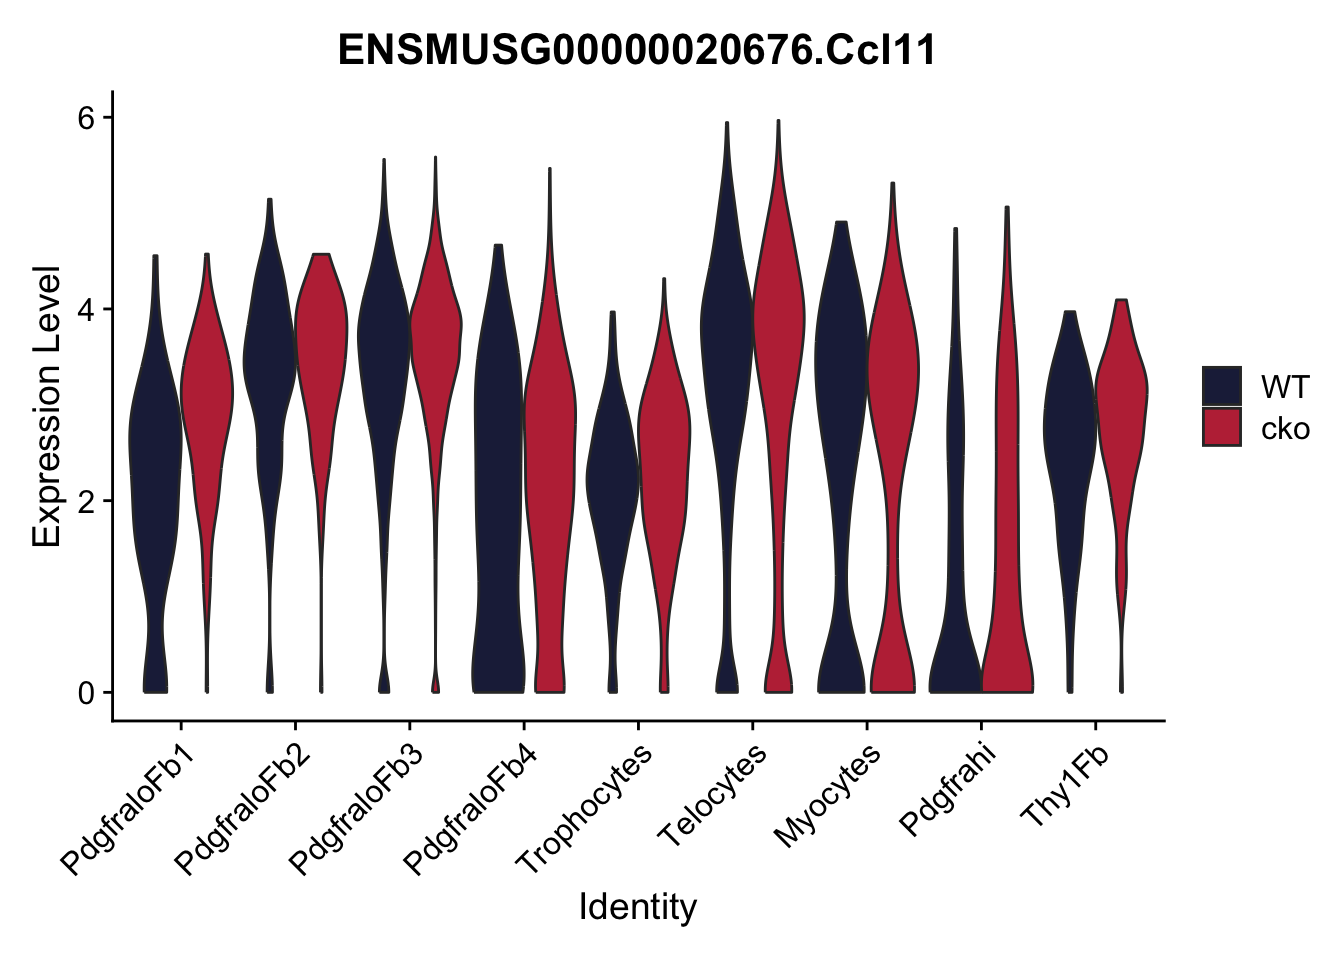 ENSMUSG00000020676.Ccl11
Expression Level
6
4
2
0
WT
cko
PdgfraloFb1
PdgfraloFb2
PdgfraloFb3
PdgfraloFb4
Trophocytes
Telocytes
Myocytes
Pdgfrahi
Thy1Fb
Identity